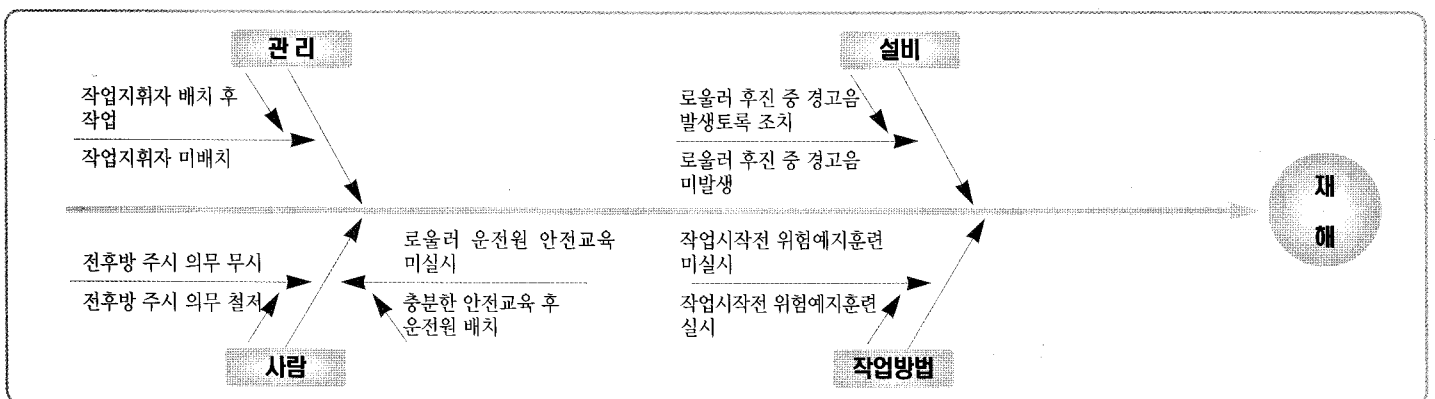 관 리
설비
작업지휘자 배치 후
작업
작업지휘자 미배치
로울러 후진 중 경고음
발생토록 조치
로울러 후진 중 경고음
미발생
재
해
전후방 주시 의무 무시
전후방 주시 의무 철저
로울러 운전원 안전교육
미실시
충분한 안전교육 후
운전원 배치
작업시작전 위험예지훈련
미실시
작업시작전 위험예지훈련
실시
사람
작업방법